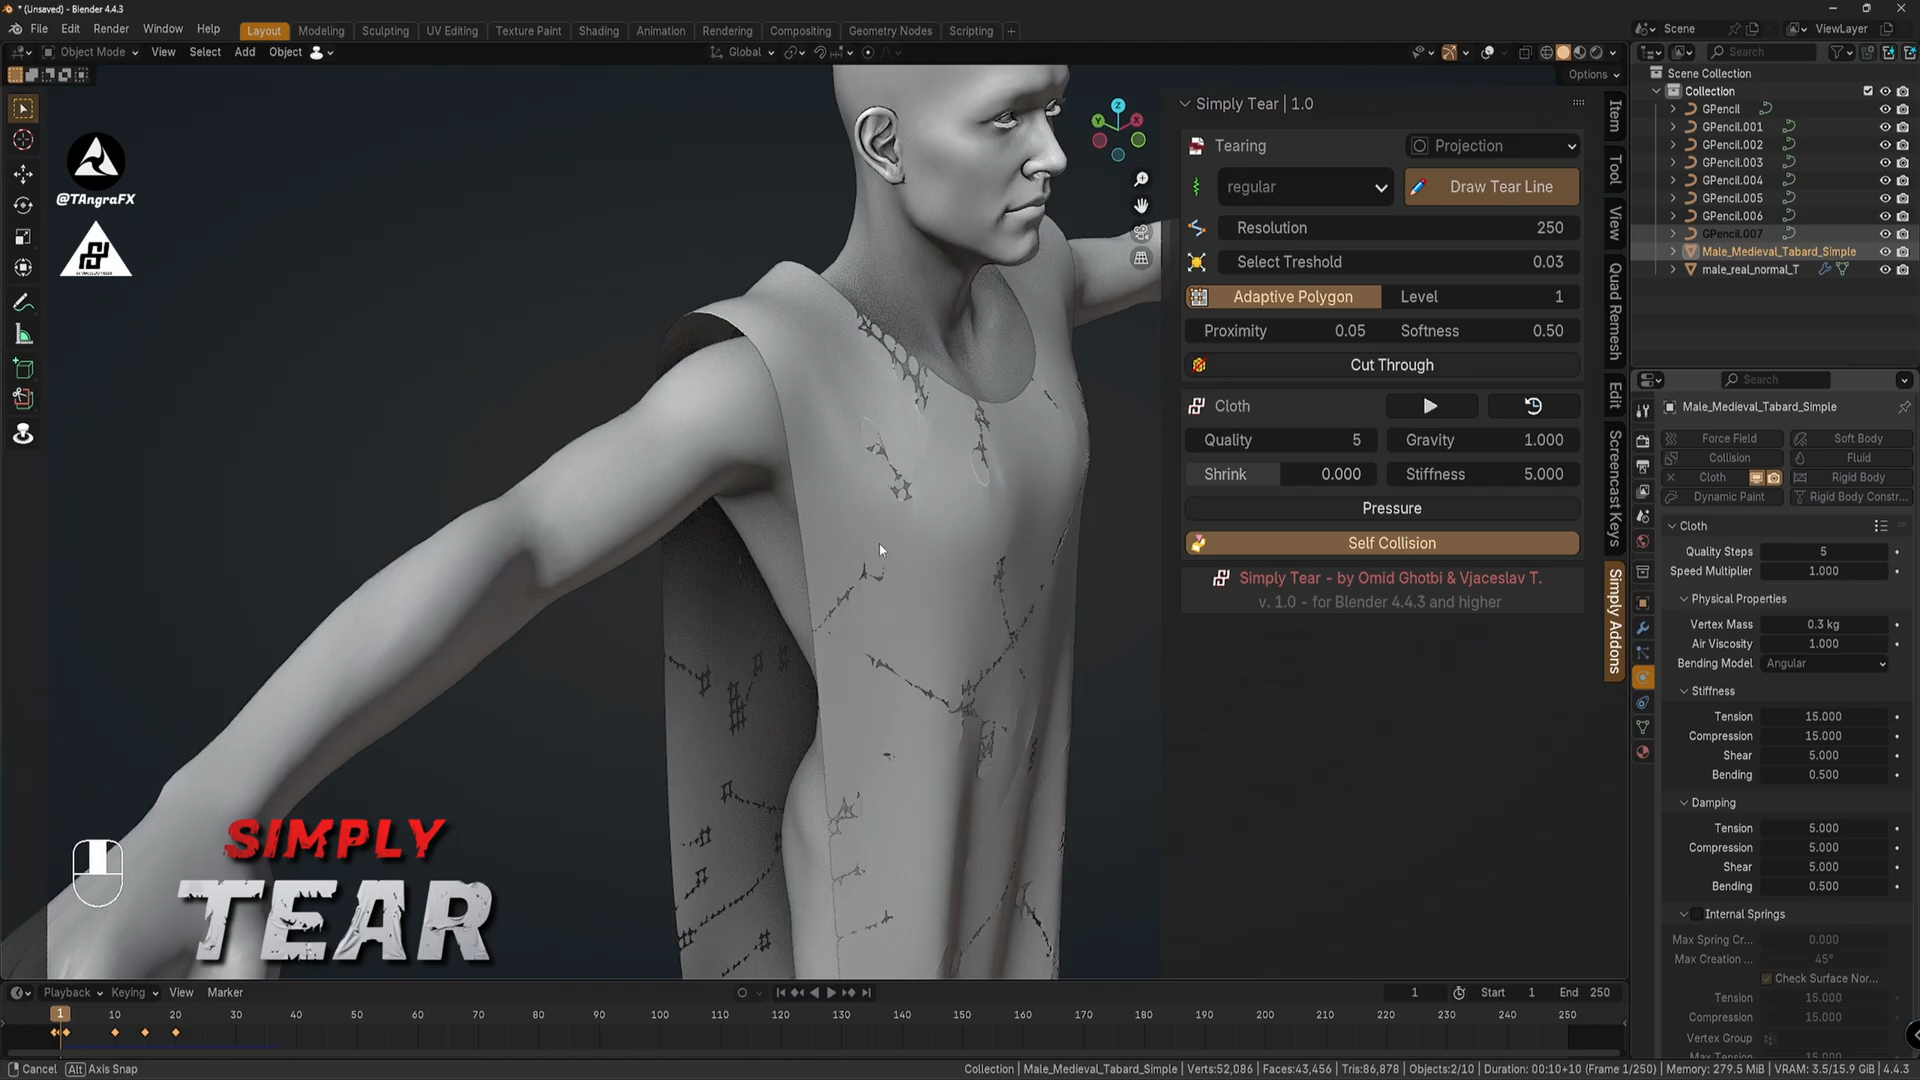 * (Unsaved) - Blender 4.4.3
File Edit Render Window Help
Layout Modeling Sculpting UV Editing Texture Paint Shading Animation Rendering Compositing Geometry Nodes Scripting +
Scene
ViewLayer
Object Mode View Select Add Object
Global
Search
Options
@TAngraFX
Simply Tear | 1.0
Tearing
Projection
regular
Draw Tear Line
Resolution 250
Select Treshold 0.03
Adaptive Polygon Level 1
Proximity 0.05 Softness 0.50
Cut Through
Cloth
Quality 5 Gravity 1.000
Shrink 0.000 Stiffness 5.000
Pressure
Self Collision
Simply Tear - by Omid Ghotbi & Vjaceslav T.
v. 1.0 - for Blender 4.4.3 and higher
Z
Y
X
Item
Tool
View
Quad Remesh
Edit
Screencast Keys
Simply Addons
Scene Collection
Collection
GPencil
GPencil.001
GPencil.002
GPencil.003
GPencil.004
GPencil.005
GPencil.006
GPencil.007
Male_Medieval_Tabard_Simple
male_real_normal_T
Search
Male_Medieval_Tabard_Simple
Force Field Soft Body
Collision Fluid
Cloth Rigid Body
Dynamic Paint Rigid Body Constr...
Cloth
Quality Steps 5
Speed Multiplier 1.000
Physical Properties
Vertex Mass 0.3 kg
Air Viscosity 1.000
Bending Model Angular
Stiffness
Tension 15.000
Compression 15.000
Shear 5.000
Bending 0.500
Damping
Tension 5.000
Compression 5.000
Shear 5.000
Bending 0.500
Internal Springs
Max Spring Cr... 0.000
Max Creation ... 45°
Check Surface Nor...
Tension 15.000
Compression 15.000
Vertex Group
Max Tension 15.000
SIMPLY
TEAR
Playback Keying View Marker
1 Start 1 End 250
1 10 20 30 40 50 60 70 80 90 100 110 120 130 140 150 160 170 180 190 200 210 220 230 240 250
Cancel Alt Axis Snap
Collection | Male_Medieval_Tabard_Simple | Verts:52,086 | Faces:43,456 | Tris:86,878 | Objects:2/10 | Duration: 00:10+10 (Frame 1/250) | Memory: 279.5 MiB | VRAM: 3.5/15.9 GiB | 4.4.3